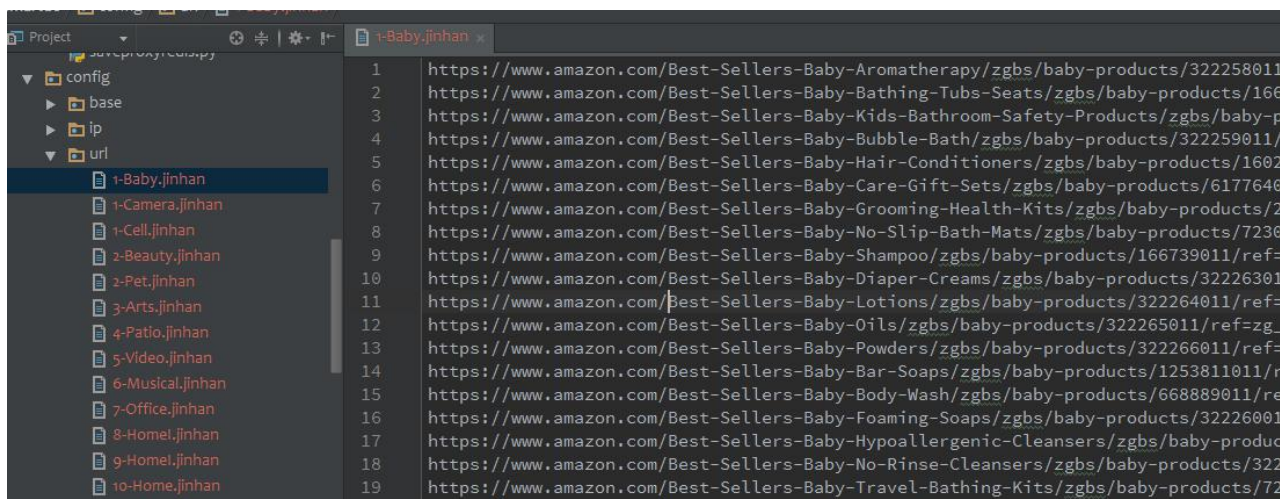 Project
1-Baby.jinhan
saveproxyredis.py
config
base
ip
url
1-Baby.jinhan
1-Camera.jinhan
1-Cell.jinhan
2-Beauty.jinhan
2-Pet.jinhan
3-Arts.jinhan
4-Patio.jinhan
5-Video.jinhan
6-Musical.jinhan
7-Office.jinhan
8-HomeI.jinhan
9-HomeI.jinhan
10-Home.jinhan
1 https://www.amazon.com/Best-Sellers-Baby-Aromatherapy/zgbs/baby-products/322258011
2 https://www.amazon.com/Best-Sellers-Baby-Bathing-Tubs-Seats/zgbs/baby-products/166
3 https://www.amazon.com/Best-Sellers-Baby-Kids-Bathroom-Safety-Products/zgbs/baby-p
4 https://www.amazon.com/Best-Sellers-Baby-Bubble-Bath/zgbs/baby-products/322259011/
5 https://www.amazon.com/Best-Sellers-Baby-Hair-Conditioners/zgbs/baby-products/1602
6 https://www.amazon.com/Best-Sellers-Baby-Care-Gift-Sets/zgbs/baby-products/6177640
7 https://www.amazon.com/Best-Sellers-Baby-Grooming-Health-Kits/zgbs/baby-products/2
8 https://www.amazon.com/Best-Sellers-Baby-No-Slip-Bath-Mats/zgbs/baby-products/7230
9 https://www.amazon.com/Best-Sellers-Baby-Shampoo/zgbs/baby-products/166739011/ref=
10 https://www.amazon.com/Best-Sellers-Baby-Diaper-Creams/zgbs/baby-products/32226301
11 https://www.amazon.com/Best-Sellers-Baby-Lotions/zgbs/baby-products/322264011/ref=
12 https://www.amazon.com/Best-Sellers-Baby-Oils/zgbs/baby-products/322265011/ref=zg_
13 https://www.amazon.com/Best-Sellers-Baby-Powders/zgbs/baby-products/322266011/ref=
14 https://www.amazon.com/Best-Sellers-Baby-Bar-Soaps/zgbs/baby-products/1253811011/r
15 https://www.amazon.com/Best-Sellers-Baby-Body-Wash/zgbs/baby-products/668889011/re
16 https://www.amazon.com/Best-Sellers-Baby-Foaming-Soaps/zgbs/baby-products/32226001
17 https://www.amazon.com/Best-Sellers-Baby-Hypoallergenic-Cleansers/zgbs/baby-produc
18 https://www.amazon.com/Best-Sellers-Baby-No-Rinse-Cleansers/zgbs/baby-products/322
19 https://www.amazon.com/Best-Sellers-Baby-Travel-Bathing-Kits/zgbs/baby-products/72